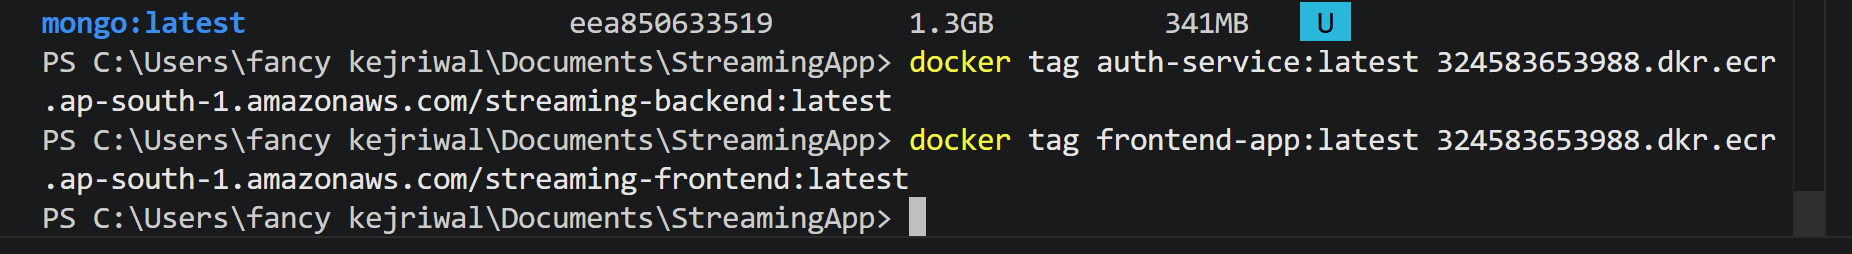 mongo:latest eea850633519 1.3GB 341MB U
PS C:\Users\fancy kejriwal\Documents\StreamingApp> docker tag auth-service:latest 324583653988.dkr.ecr
.ap-south-1.amazonaws.com/streaming-backend:latest
PS C:\Users\fancy kejriwal\Documents\StreamingApp> docker tag frontend-app:latest 324583653988.dkr.ecr
.ap-south-1.amazonaws.com/streaming-frontend:latest
PS C:\Users\fancy kejriwal\Documents\StreamingApp>